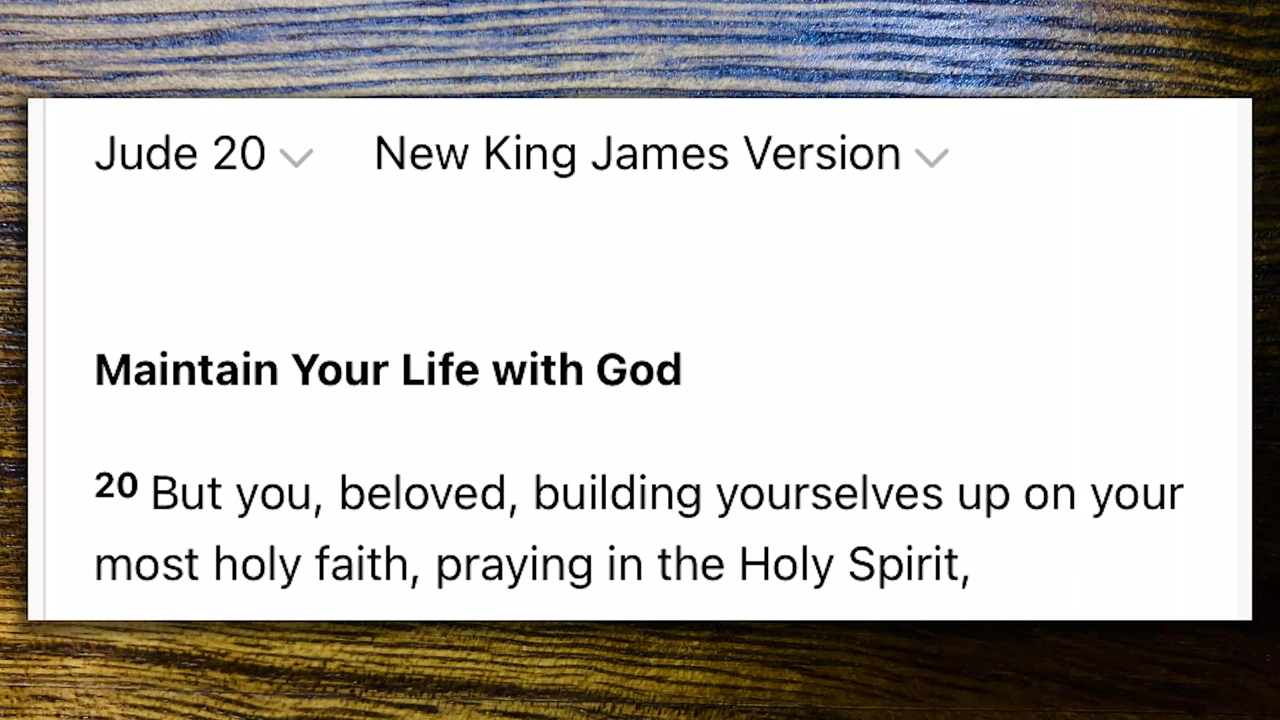 Jude 20 New King James Version
Maintain Your Life with God
20 But you, beloved, building yourselves up on your
most holy faith, praying in the Holy Spirit,